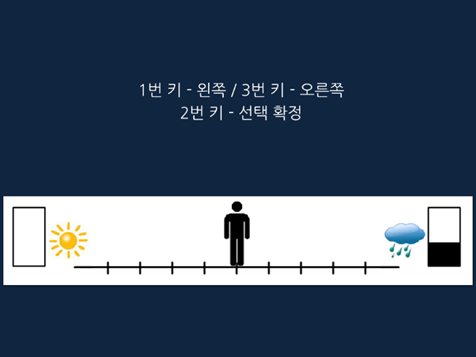 1번 키 - 왼쪽 / 3번 키 - 오른쪽
2번 키 - 선택 확정